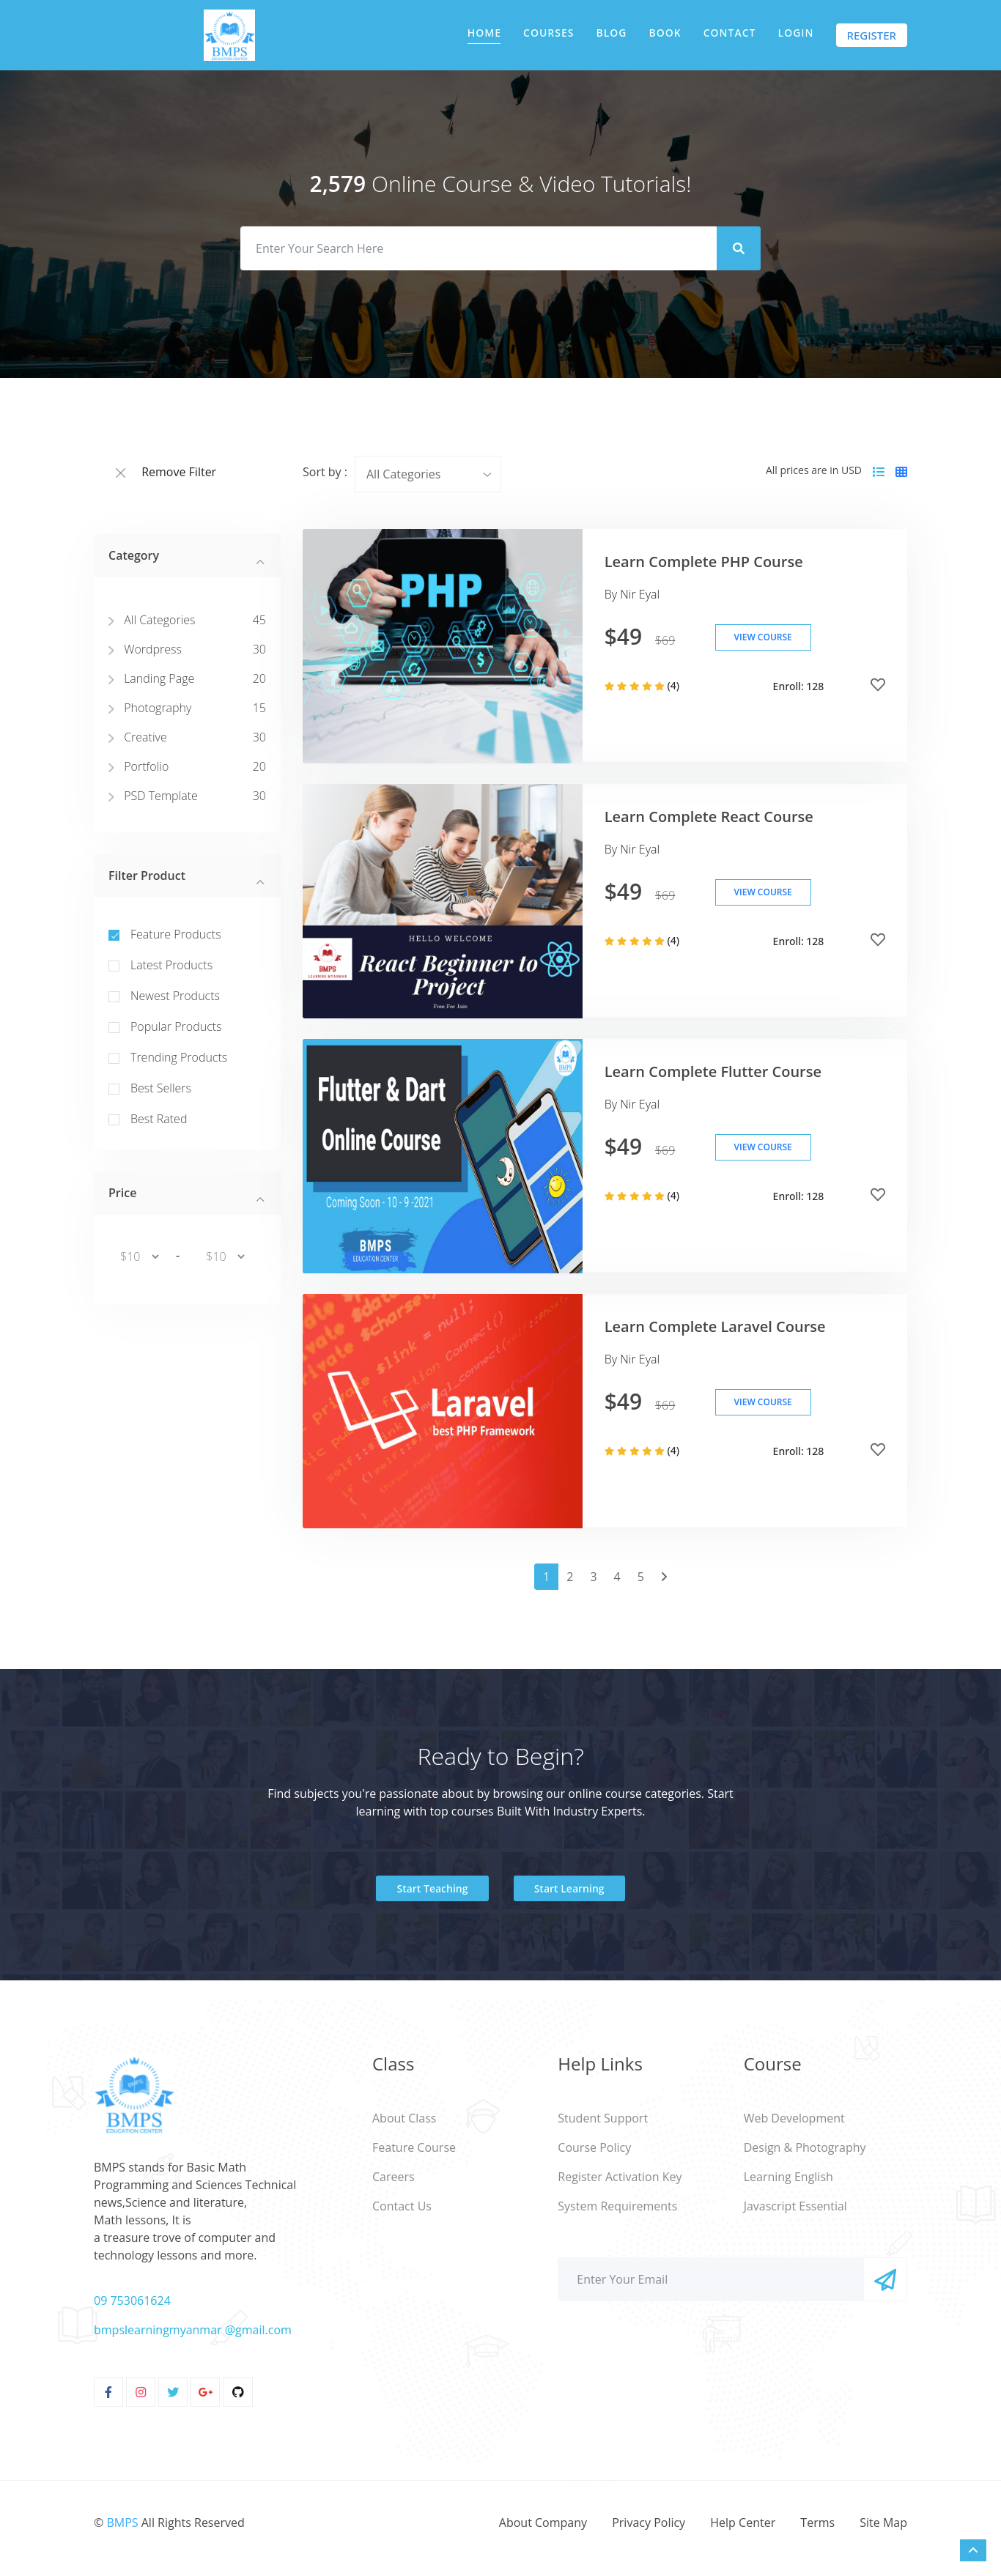 BMPS
EDUCATION CENTER
HOME COURSES BLOG BOOK CONTACT LOGIN REGISTER
2,579 Online Course & Video Tutorials!
Enter Your Search Here
Remove Filter
Sort by : All Categories
All prices are in USD
Category
All Categories 45
Wordpress 30
Landing Page 20
Photography 15
Creative 30
Portfolio 20
PSD Template 30
Filter Product
Feature Products
Latest Products
Newest Products
Popular Products
Trending Products
Best Sellers
Best Rated
Price
$10 - $10
PHP
Learn Complete PHP Course
By Nir Eyal
$49 $69 VIEW COURSE
(4) Enroll: 128
HELLO WELCOME
BMPS
LEARNING MYANMAR
React Beginner to
Project
Free For Join
Learn Complete React Course
By Nir Eyal
$49 $69 VIEW COURSE
(4) Enroll: 128
BMPS
Flutter & Dart
Online Course
Coming Soon - 10 - 9 -2021
BMPS
EDUCATION CENTER
Learn Complete Flutter Course
By Nir Eyal
$49 $69 VIEW COURSE
(4) Enroll: 128
Laravel
best PHP Framework
Learn Complete Laravel Course
By Nir Eyal
$49 $69 VIEW COURSE
(4) Enroll: 128
1 2 3 4 5
Ready to Begin?
Find subjects you're passionate about by browsing our online course categories. Start
learning with top courses Built With Industry Experts.
Start Teaching Start Learning
BMPS
EDUCATION CENTER
BMPS stands for Basic Math
Programming and Sciences Technical
news,Science and literature,
Math lessons, It is
a treasure trove of computer and
technology lessons and more.
09 753061624
bmpslearningmyanmar @gmail.com
Class
About Class
Feature Course
Careers
Contact Us
Help Links
Student Support
Course Policy
Register Activation Key
System Requirements
Course
Web Development
Design & Photography
Learning English
Javascript Essential
Enter Your Email
© BMPS All Rights Reserved
About Company Privacy Policy Help Center Terms Site Map